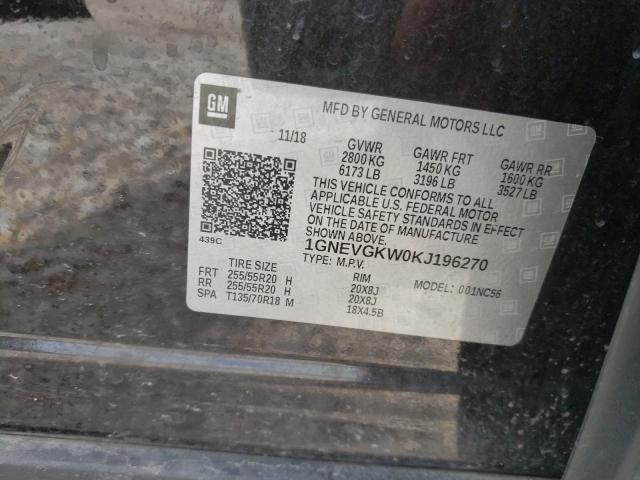 GM
MFD BY GENERAL MOTORS LLC
11/18
GVWR GAWR FRT GAWR RR
2800 KG 1450 KG 1600 KG
6173 LB 3196 LB 3527 LB
THIS VEHICLE CONFORMS TO ALL
APPLICABLE U.S. FEDERAL MOTOR
VEHICLE SAFETY STANDARDS IN EFFECT
ON THE DATE OF MANUFACTURE
SHOWN ABOVE.
439C
1GNEVGKW0KJ196270
TYPE: M.P.V. MODEL: 001NC56
TIRE SIZE RIM
FRT 255/55R20 H 20X8J
RR 255/55R20 H 20X8J
SPA T135/70R18 M 18X4.5B